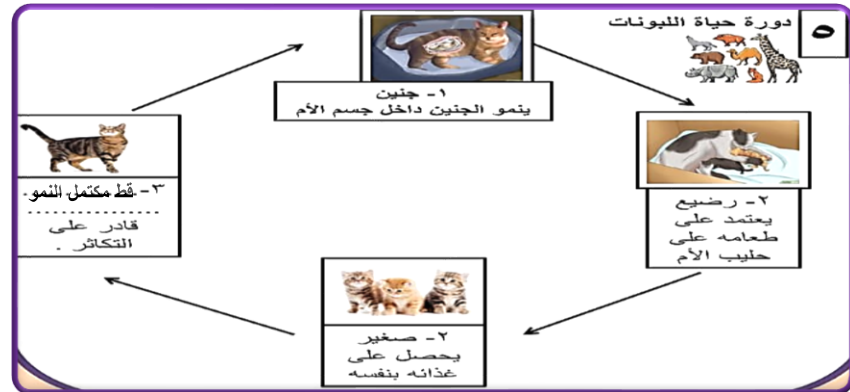 ٥
دورة حياة اللبونات
١- جنين
ينمو الجنين داخل جسم الأم
٢- رضيع
يعتمد على
طعامه على
حليب الأم
٢- صغير
يحصل على
غذائه بنفسه
٣- قط مكتمل النمو.
قادر على
التكاثر .